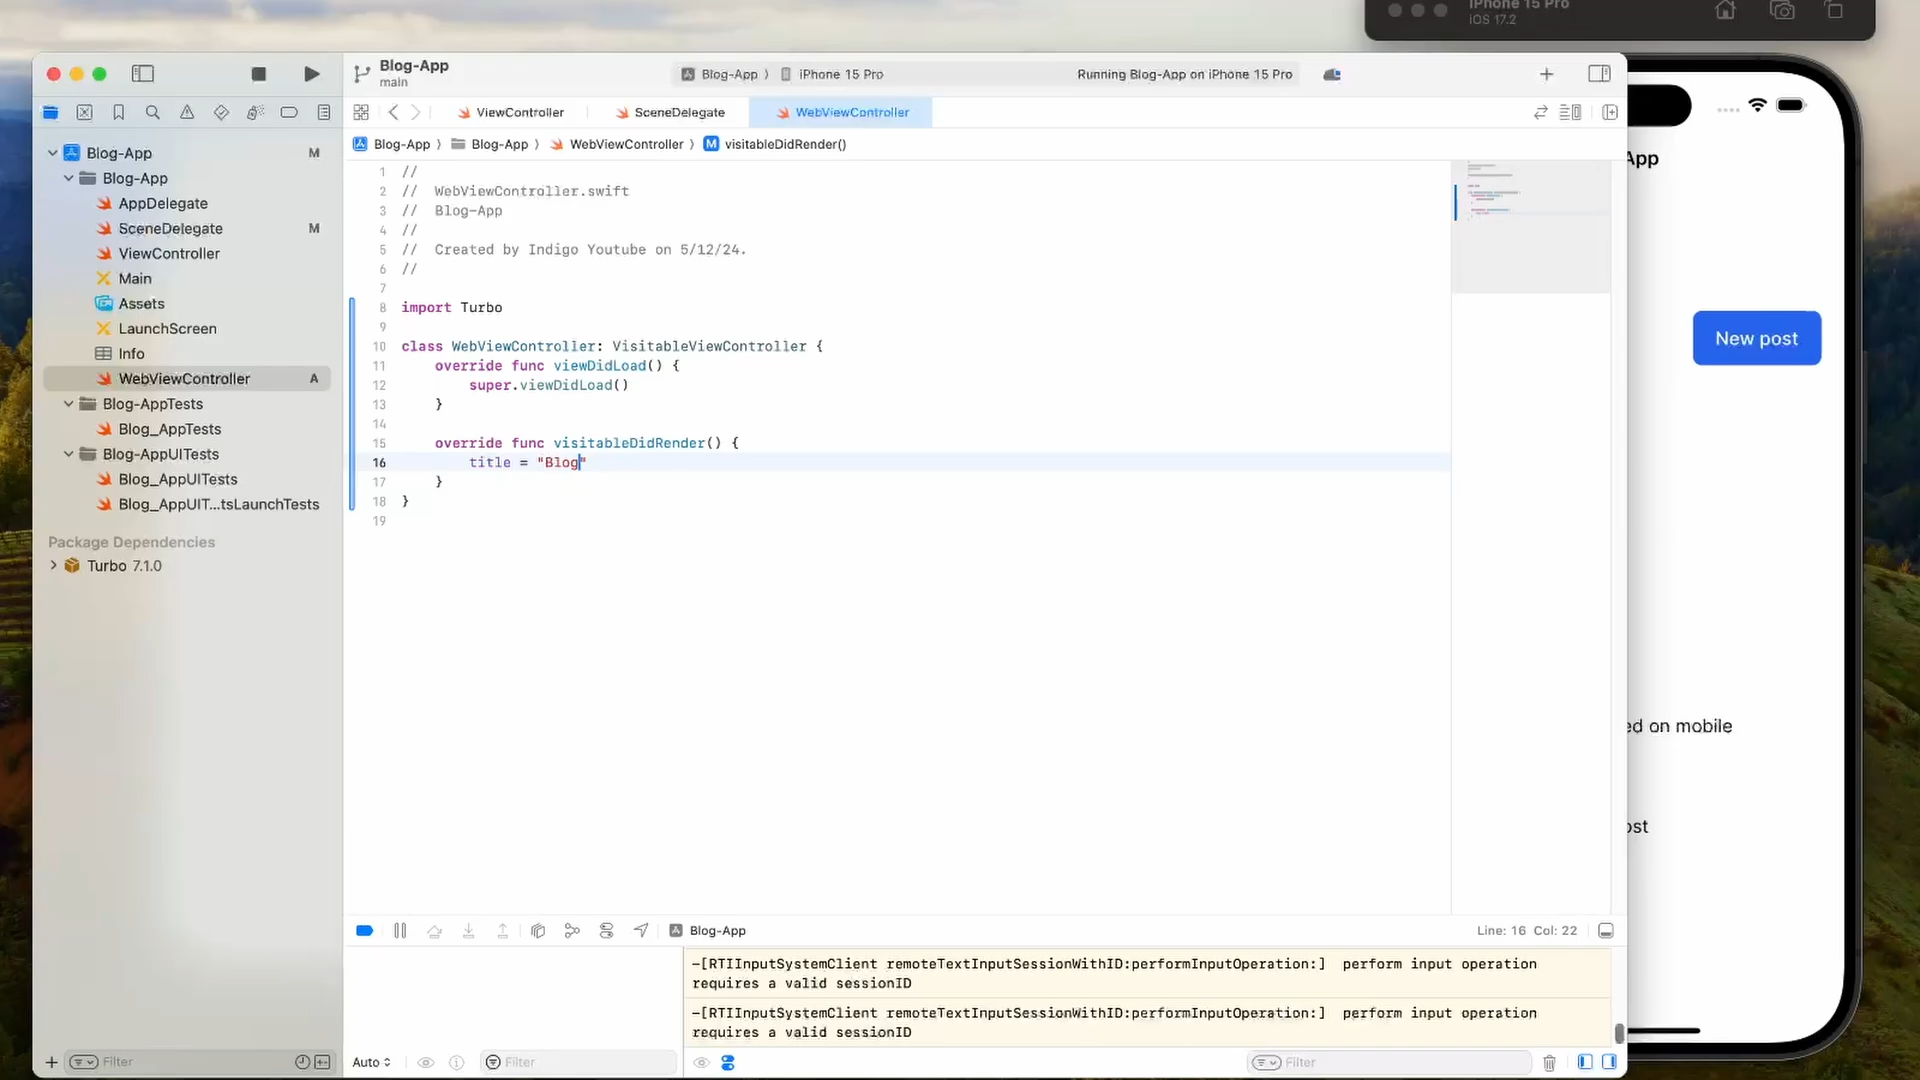 iPhone 15 Pro
iOS 17.2
Blog-App
main
Blog-App
iPhone 15 Pro
Running Blog-App on iPhone 15 Pro
ViewController
SceneDelegate
WebViewController
Blog-App
Blog-App
WebViewController
M
visitableDidRender()
Blog-App
M
Blog-App
AppDelegate
SceneDelegate
M
ViewController
Main
Assets
LaunchScreen
Info
WebViewController
A
Blog-AppTests
Blog_AppTests
Blog-AppUITests
Blog_AppUITests
Blog_AppUIT...tsLaunchTests
Package Dependencies
Turbo 7.1.0
Filter
1 //
2 //  WebViewController.swift
3 //  Blog-App
4 //
5 //  Created by Indigo Youtube on 5/12/24.
6 //
7
8 import Turbo
9
10 class WebViewController: VisitableViewController {
11     override func viewDidLoad() {
12         super.viewDidLoad()
13     }
14
15     override func visitableDidRender() {
16         title = "Blog"
17     }
18 }
19
Blog-App
Line: 16 Col: 22
-[RTIInputSystemClient remoteTextInputSessionWithID:performInputOperation:]  perform input operation
requires a valid sessionID
-[RTIInputSystemClient remoteTextInputSessionWithID:performInputOperation:]  perform input operation
requires a valid sessionID
Auto
Filter
Filter
App
New post
ed on mobile
ost